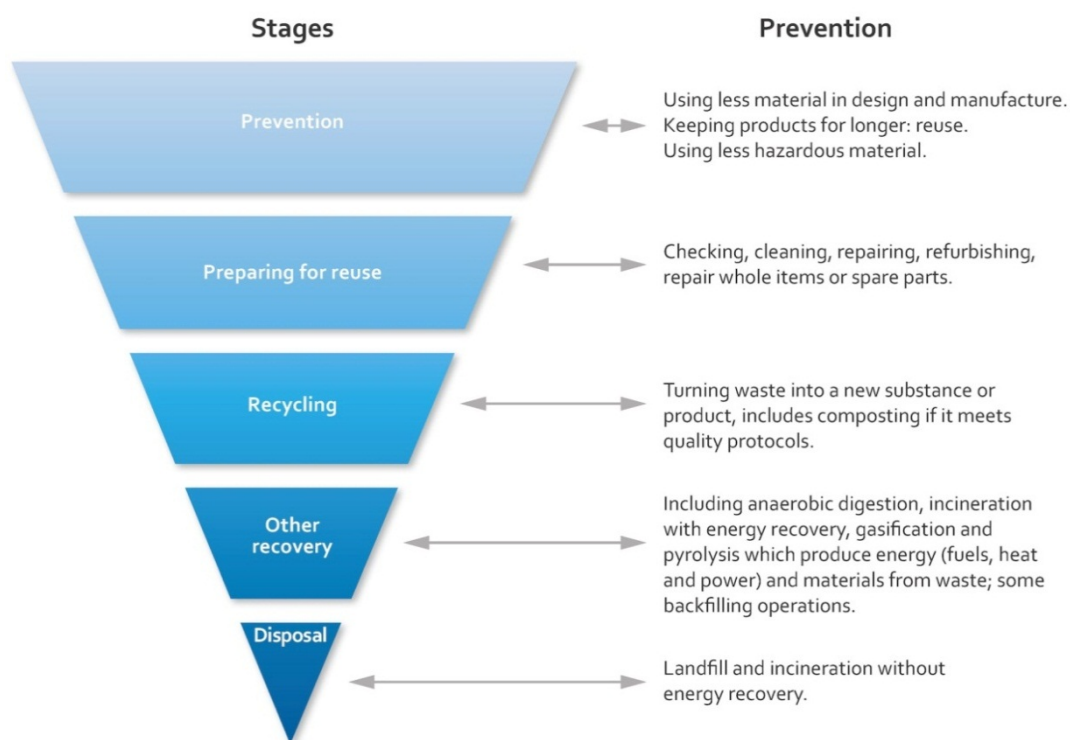 Stages
Prevention
Prevention
Using less material in design and manufacture.
Keeping products for longer: reuse.
Using less hazardous material.
Preparing for reuse
Checking, cleaning, repairing, refurbishing,
repair whole items or spare parts.
Recycling
Turning waste into a new substance or
product, includes composting if it meets
quality protocols.
Other
recovery
Including anaerobic digestion, incineration
with energy recovery, gasification and
pyrolysis which produce energy (fuels, heat
and power) and materials from waste; some
backfilling operations.
Disposal
Landfill and incineration without
energy recovery.